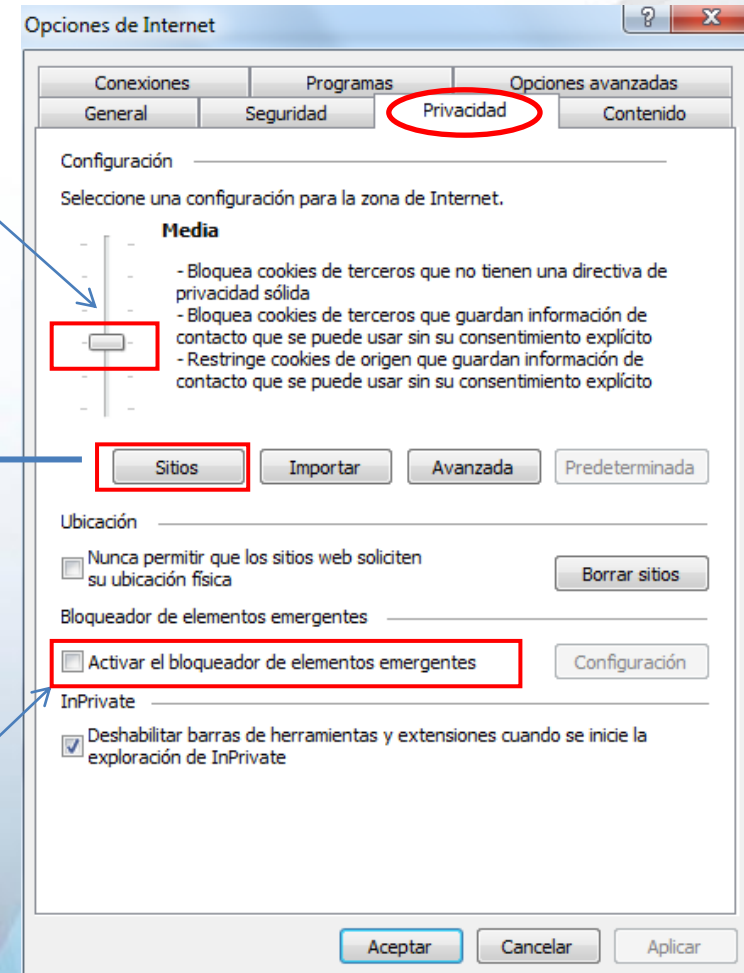 Opciones de Internet
Conexiones Programas Opciones avanzadas
General Seguridad Privacidad Contenido
Configuración
Seleccione una configuración para la zona de Internet.
Media
- Bloquea cookies de terceros que no tienen una directiva de
privacidad sólida
- Bloquea cookies de terceros que guardan información de
contacto que se puede usar sin su consentimiento explícito
- Restringe cookies de origen que guardan información de
contacto que se puede usar sin su consentimiento explícito
Sitios Importar Avanzada Predeterminada
Ubicación
Nunca permitir que los sitios web soliciten
su ubicación física
Borrar sitios
Bloqueador de elementos emergentes
Activar el bloqueador de elementos emergentes Configuración
InPrivate
Deshabilitar barras de herramientas y extensiones cuando se inicie la
exploración de InPrivate
Aceptar Cancelar Aplicar